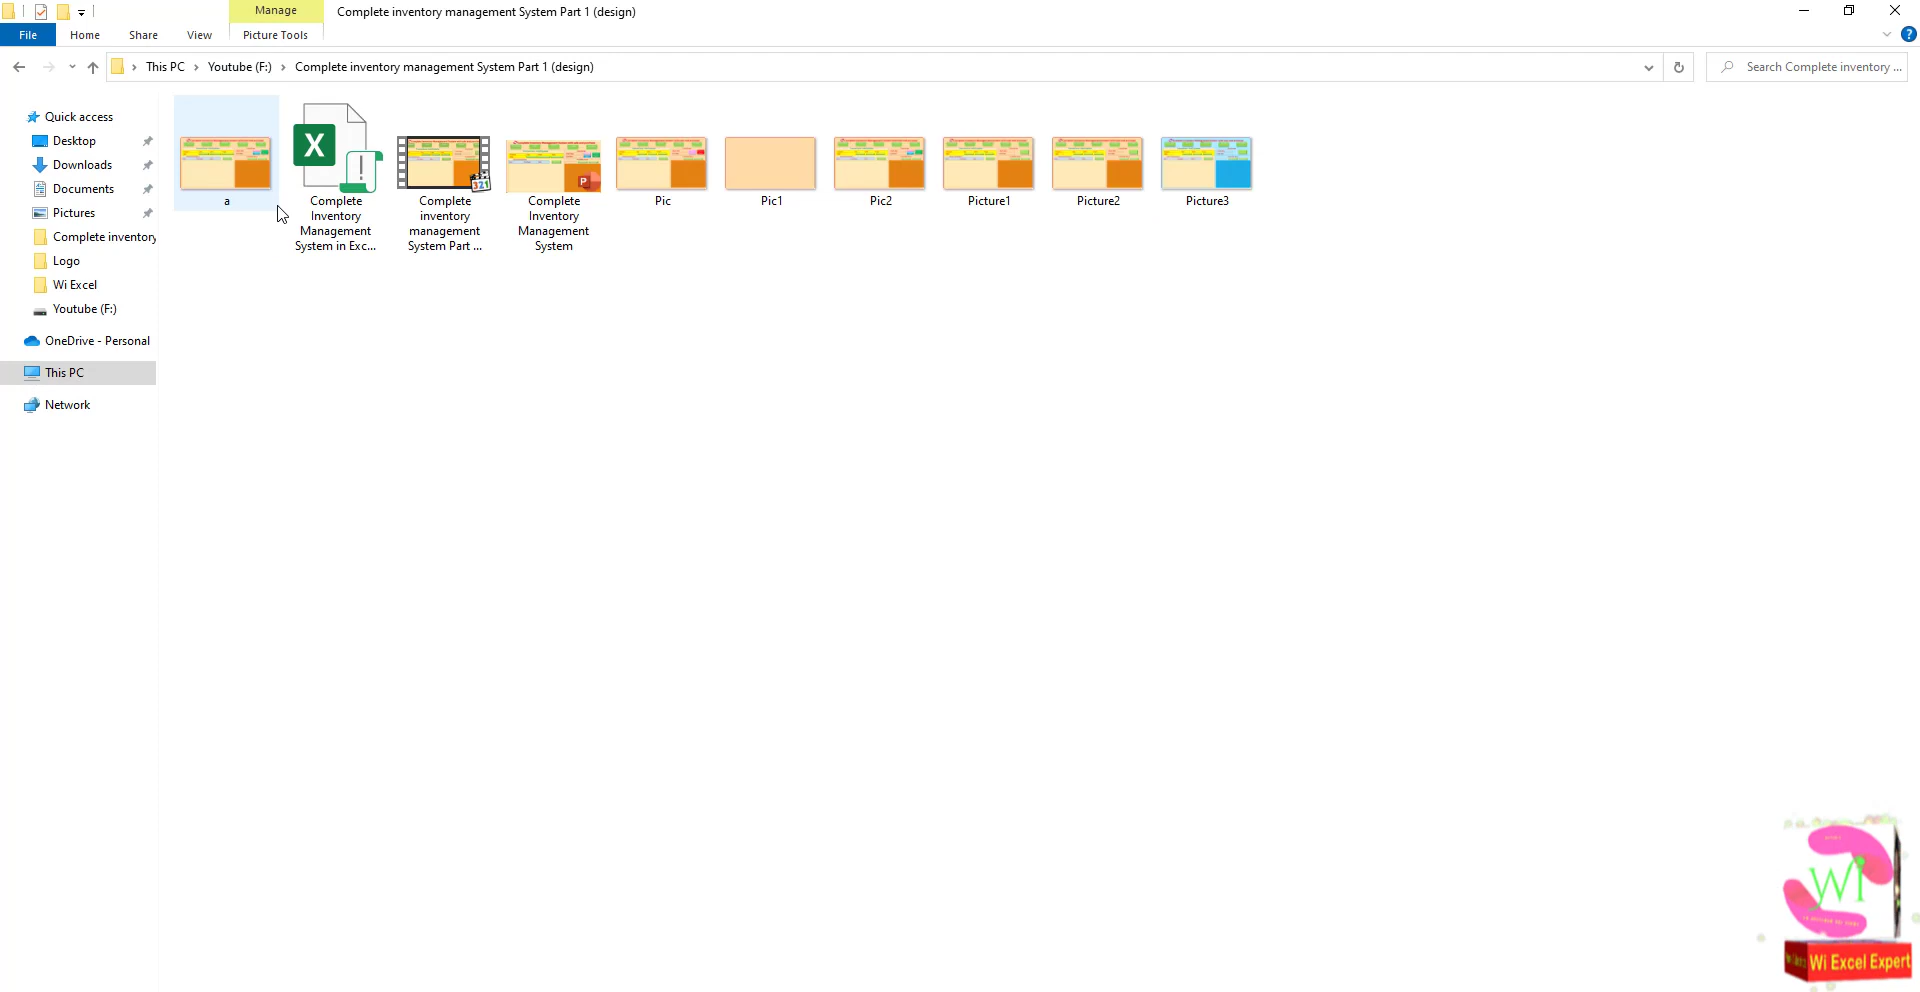 Manage
Complete inventory management System Part 1 (design)
File
Home
Share
View
Picture Tools
This PC
Youtube (F:)
Complete inventory management System Part 1 (design)
Search Complete inventory ...
Quick access
Desktop
Downloads
Documents
Pictures
Complete inventory
Logo
Wi Excel
Youtube (F:)
OneDrive - Personal
This PC
Network
a
Complete
Inventory
Management
System in Exc...
Complete
inventory
management
System Part ...
Complete
Inventory
Management
System
Pic
Pic1
Pic2
Picture1
Picture2
Picture3
X
321
P
Wi
Wi Excel Expert